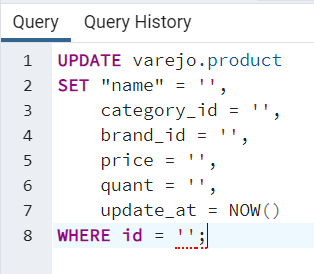 Query Query History
1 UPDATE varejo.product
2 SET "name" = '',
3 category_id = '',
4 brand_id = '',
5 price = '',
6 quant = '',
7 update_at = NOW()
8 WHERE id = '';